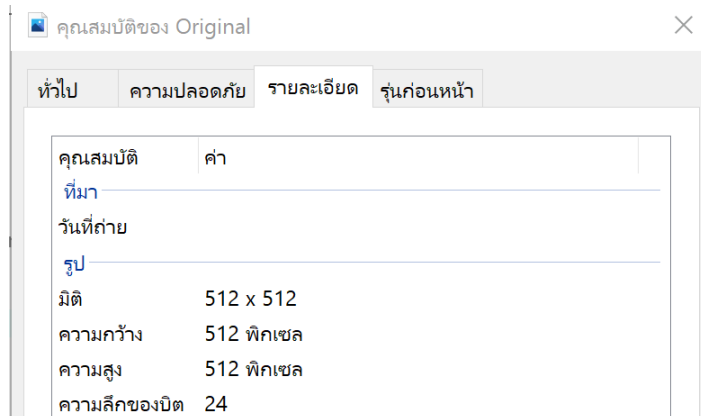 คุณสมบัติของ Original
ทั่วไป ความปลอดภัย รายละเอียด รุ่นก่อนหน้า
คุณสมบัติ ค่า
ที่มา
วันที่ถ่าย
รูป
มิติ 512 x 512
ความกว้าง 512 พิกเซล
ความสูง 512 พิกเซล
ความลึกของบิต 24